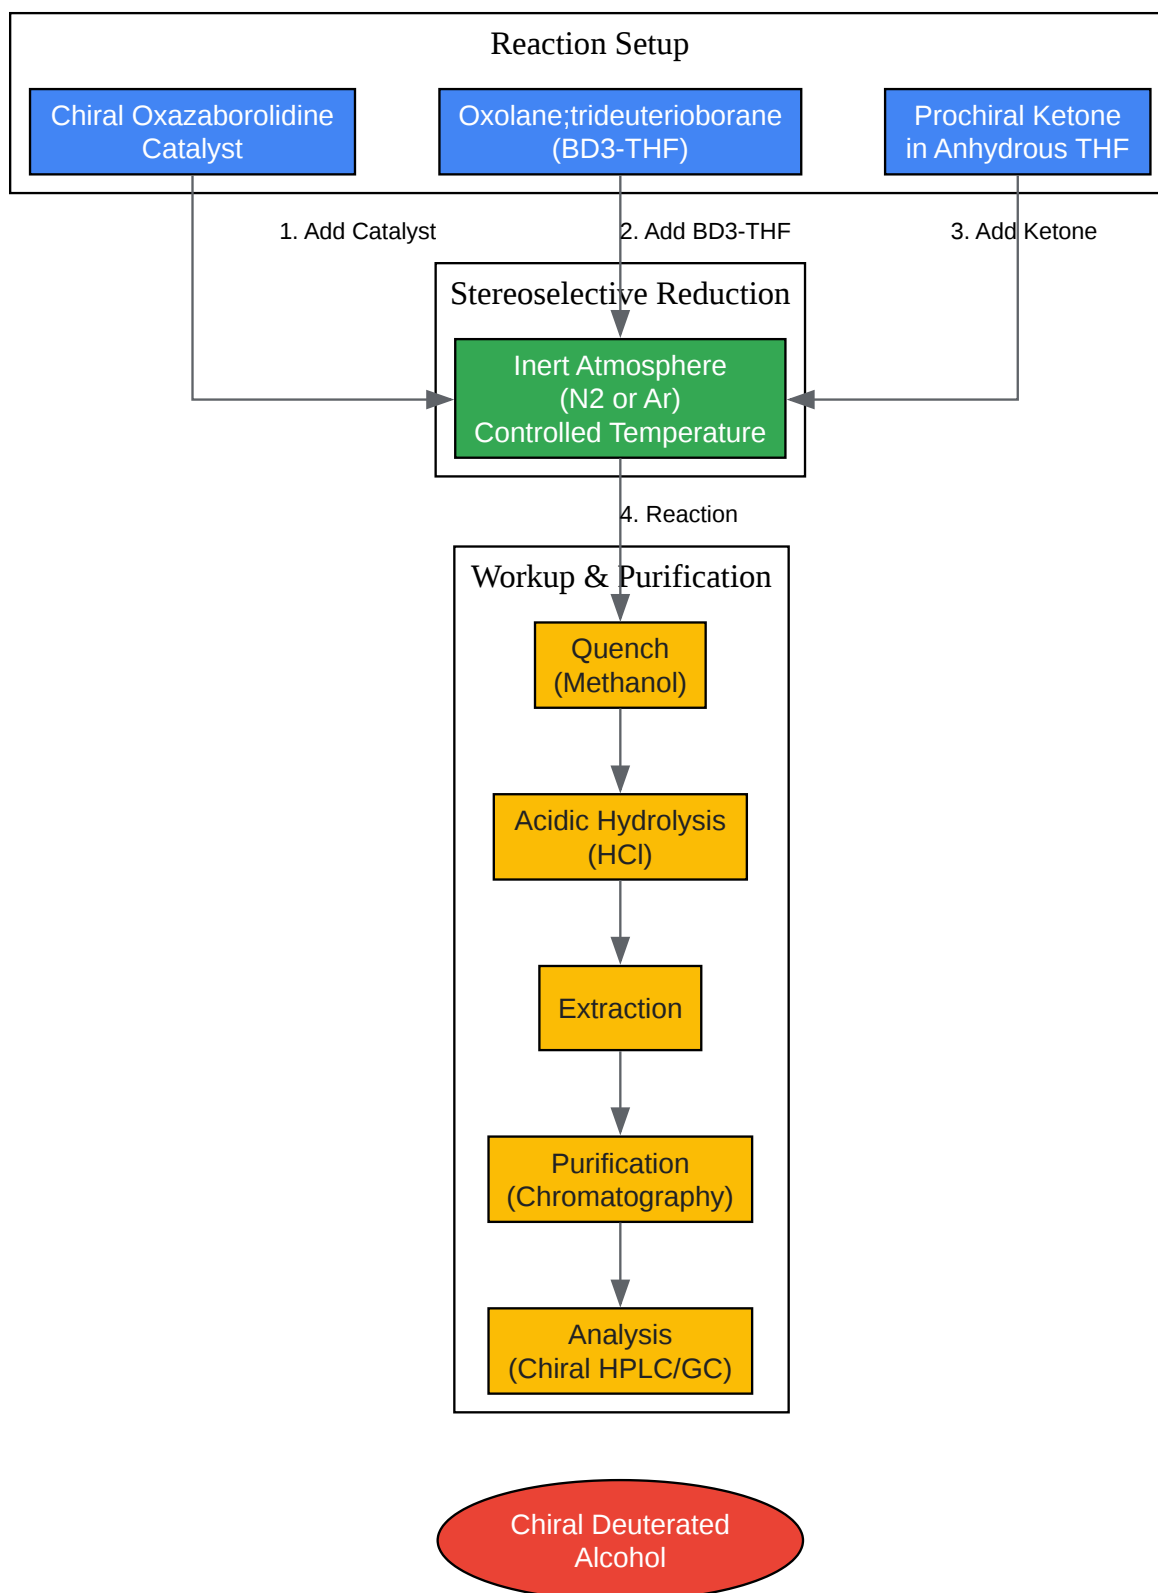 Reaction Setup
Chiral Oxazaborolidine
Catalyst
Oxolane;trideuterioborane
(BD3-THF)
Prochiral Ketone
in Anhydrous THF
1. Add Catalyst
2. Add BD3-THF
3. Add Ketone
Stereoselective Reduction
Inert Atmosphere
(N2 or Ar)
Controlled Temperature
4. Reaction
Workup & Purification
Quench
(Methanol)
Acidic Hydrolysis
(HCl)
Extraction
Purification
(Chromatography)
Analysis
(Chiral HPLC/GC)
Chiral Deuterated
Alcohol